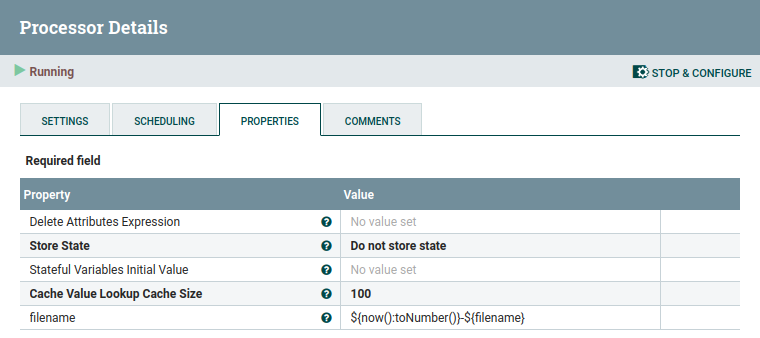 Processor Details
Running
STOP & CONFIGURE
SETTINGS SCHEDULING PROPERTIES COMMENTS
Required field
Property Value
Delete Attributes Expression ? No value set
Store State ? Do not store state
Stateful Variables Initial Value ? No value set
Cache Value Lookup Cache Size ? 100
filename ? ${now():toNumber()}-${filename}